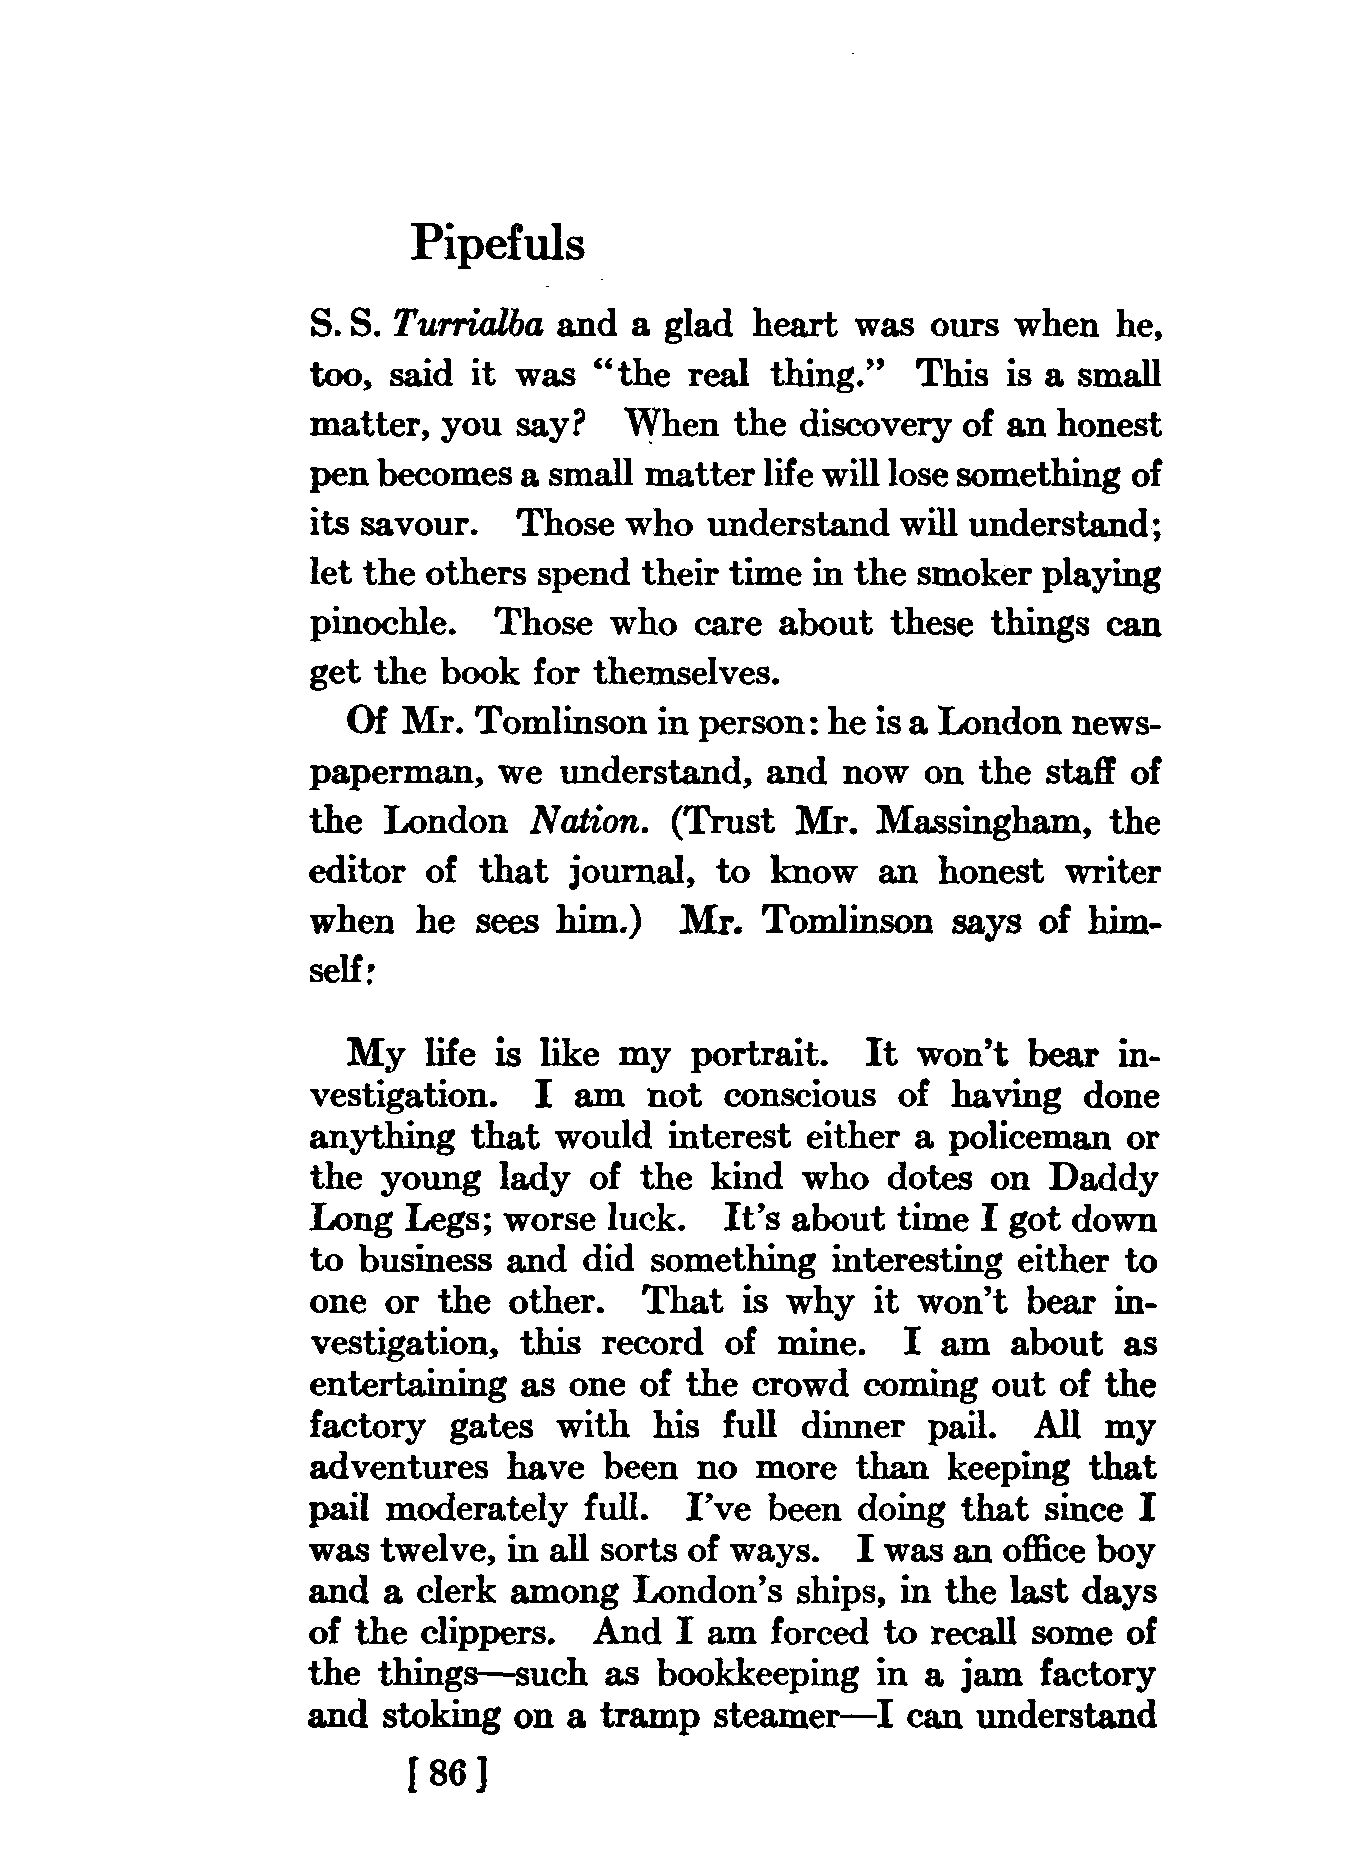 Pipefuls
S. S. Turrialba and a glad heart was ours when he,
too, said it was “the real thing.” This is a small
matter, you say? When the discovery of an honest
pen becomes a small matter life will lose something of
its savour. Those who understand will understand;
let the others spend their time in the smoker playing
pinochle. Those who care about these things can
get the book for themselves.
Of Mr. Tomlinson in person: he is a London news-
paperman, we understand, and now on the staff of
the London Nation. (Trust Mr. Massingham, the
editor of that journal, to know an honest writer
when he sees him.) Mr. Tomlinson says of him-
self:
My life is like my portrait. It won't bear in-
vestigation. I am not conscious of having done
anything that would interest either a policeman or
the young lady of the kind who dotes on Daddy
Long Legs; worse luck. It's about time I got down
to business and did something interesting either to
one or the other. That is why it won't bear in-
vestigation, this record of mine. I am about as
entertaining as one of the crowd coming out of the
factory gates with his full dinner pail. All my
adventures have been no more than keeping that
pail moderately full. I've been doing that since I
was twelve, in all sorts of ways. I was an office boy
and a clerk among London's ships, in the last days
of the clippers. And I am forced to recall some of
the things—such as bookkeeping in a jam factory
and stoking on a tramp steamer—I can understand
[ 86 ]